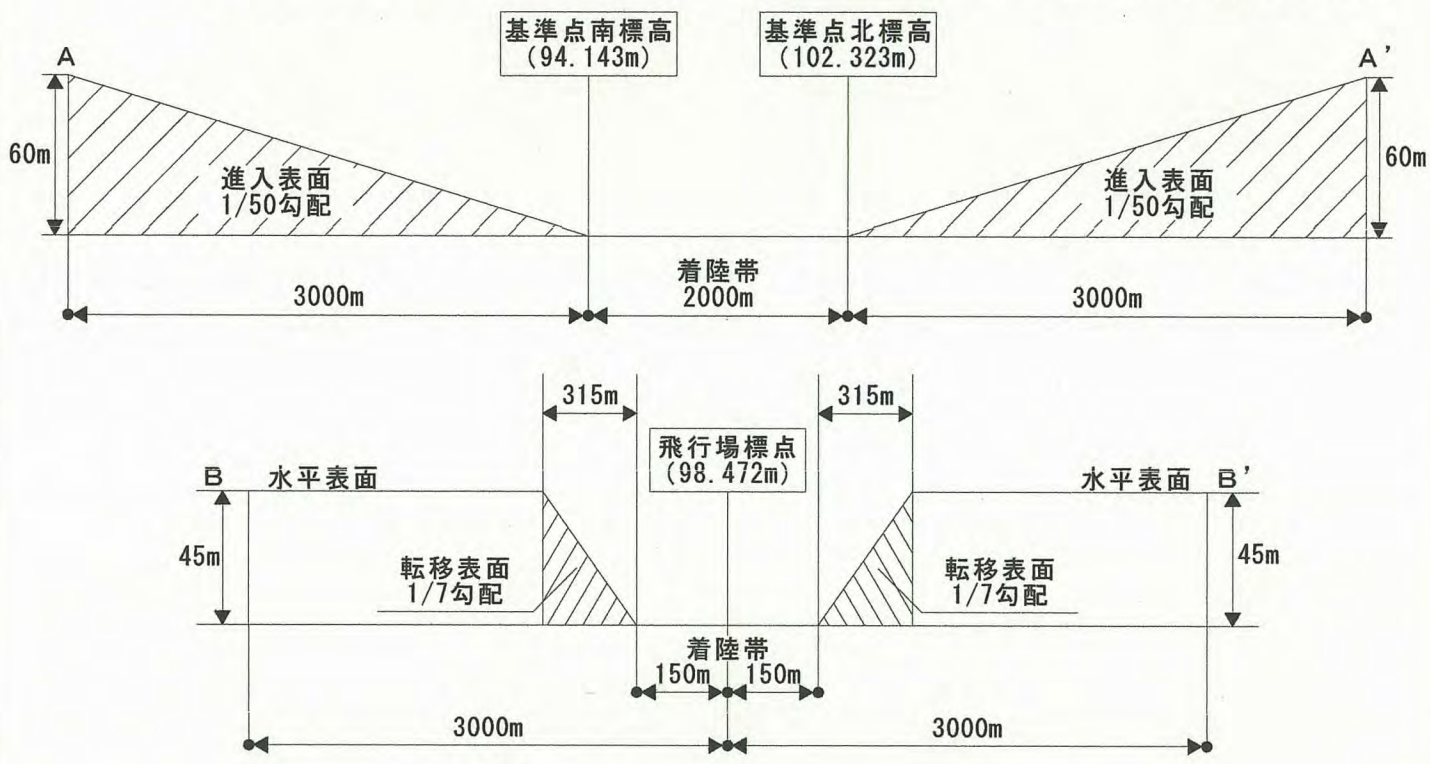 基準点南標高
(94.143m)
基準点北標高
(102.323m)
A
A'
60m
進入表面
1/50勾配
進入表面
1/50勾配
60m
着陸帯
3000m
2000m
3000m
315m
315m
飛行場標点
(98.472m)
B
水平表面
水平表面
B'
45m
転移表面
1/7勾配
転移表面
1/7勾配
45m
着陸帯
150m
150m
3000m
3000m